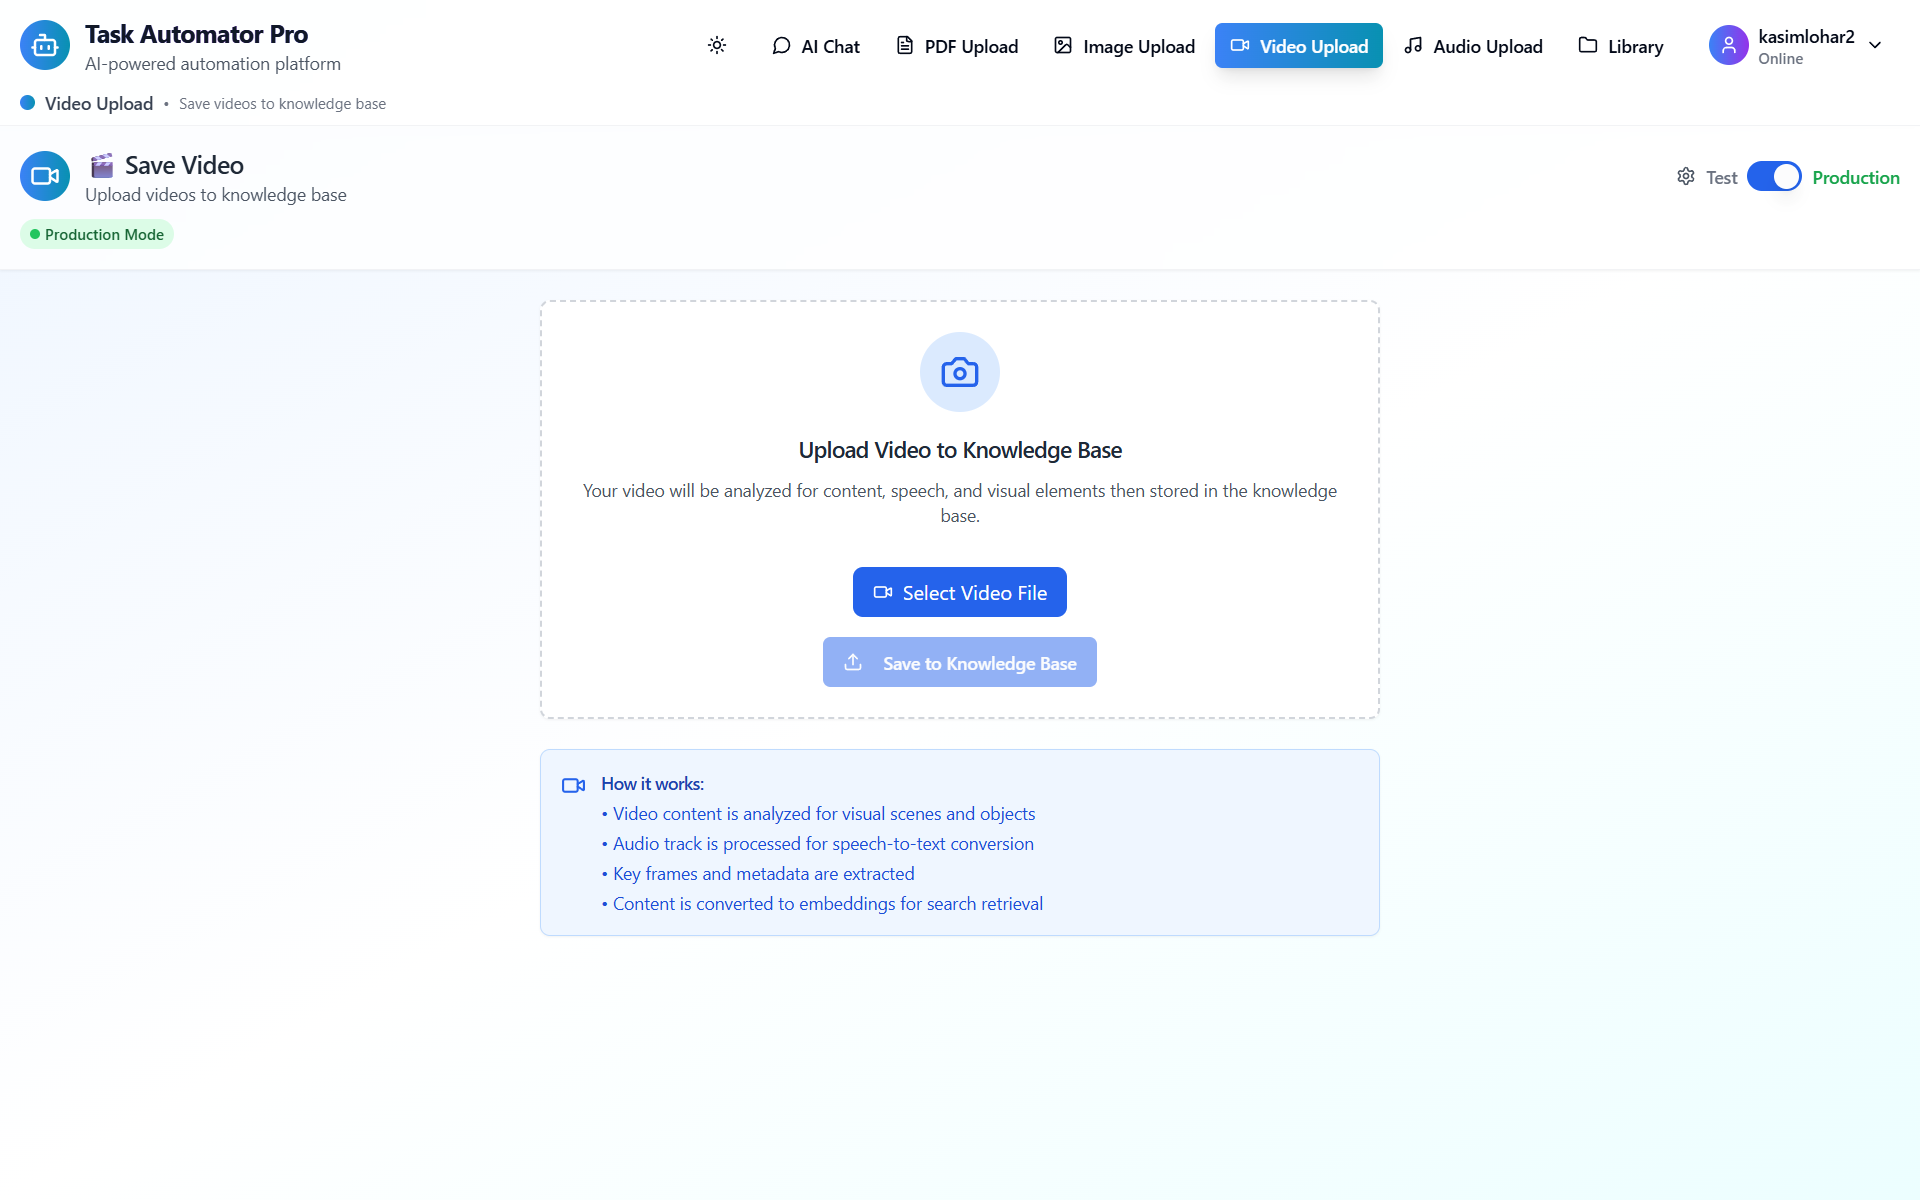 Task Automator Pro
AI-powered automation platform
AI Chat
PDF Upload
Image Upload
Video Upload
Audio Upload
Library
kasimlohar2
Online
Video Upload • Save videos to knowledge base
Save Video
Upload videos to knowledge base
Test
Production
Production Mode
Upload Video to Knowledge Base
Your video will be analyzed for content, speech, and visual elements then stored in the knowledge
base.
Select Video File
Save to Knowledge Base
How it works:
• Video content is analyzed for visual scenes and objects
• Audio track is processed for speech-to-text conversion
• Key frames and metadata are extracted
• Content is converted to embeddings for search retrieval